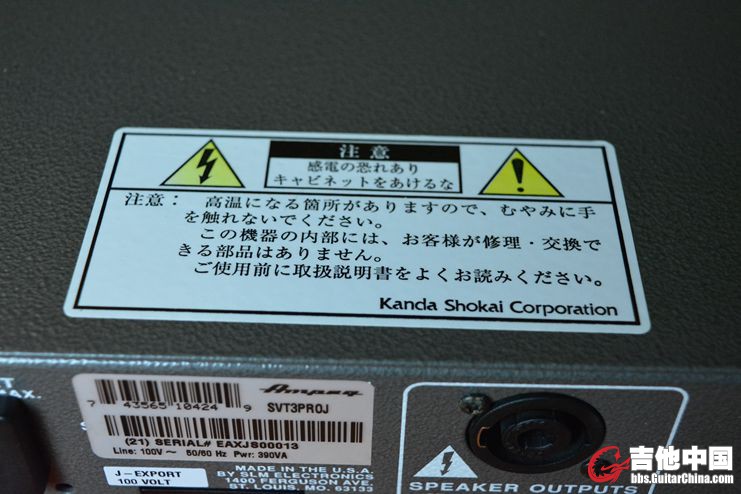 注意
感電の恐れあり
キャビネットをあけるな
注意： 高温になる箇所がありますので、むやみに手
を触れないでください。
この機器の内部には、お客様が修理・交換で
きる部品はありません。
ご使用前に取扱説明書をよくお読みください。
Kanda Shokai Corporation
AX.
Ampeg
7 43565 10424 9
SVT3PROJ
(21) SERIAL# EAXJS00013
Line: 100V ~ 50/60 Hz Pwr: 390VA
J-EXPORT
100 VOLT
MADE IN THE U.S.A.
BY SLM ELECTRONICS
1400 FERGUSON AVE.
ST. LOUIS, MO. 63133
SPEAKER OUTPUTS
吉他中国
bbs.GuitarChina.com